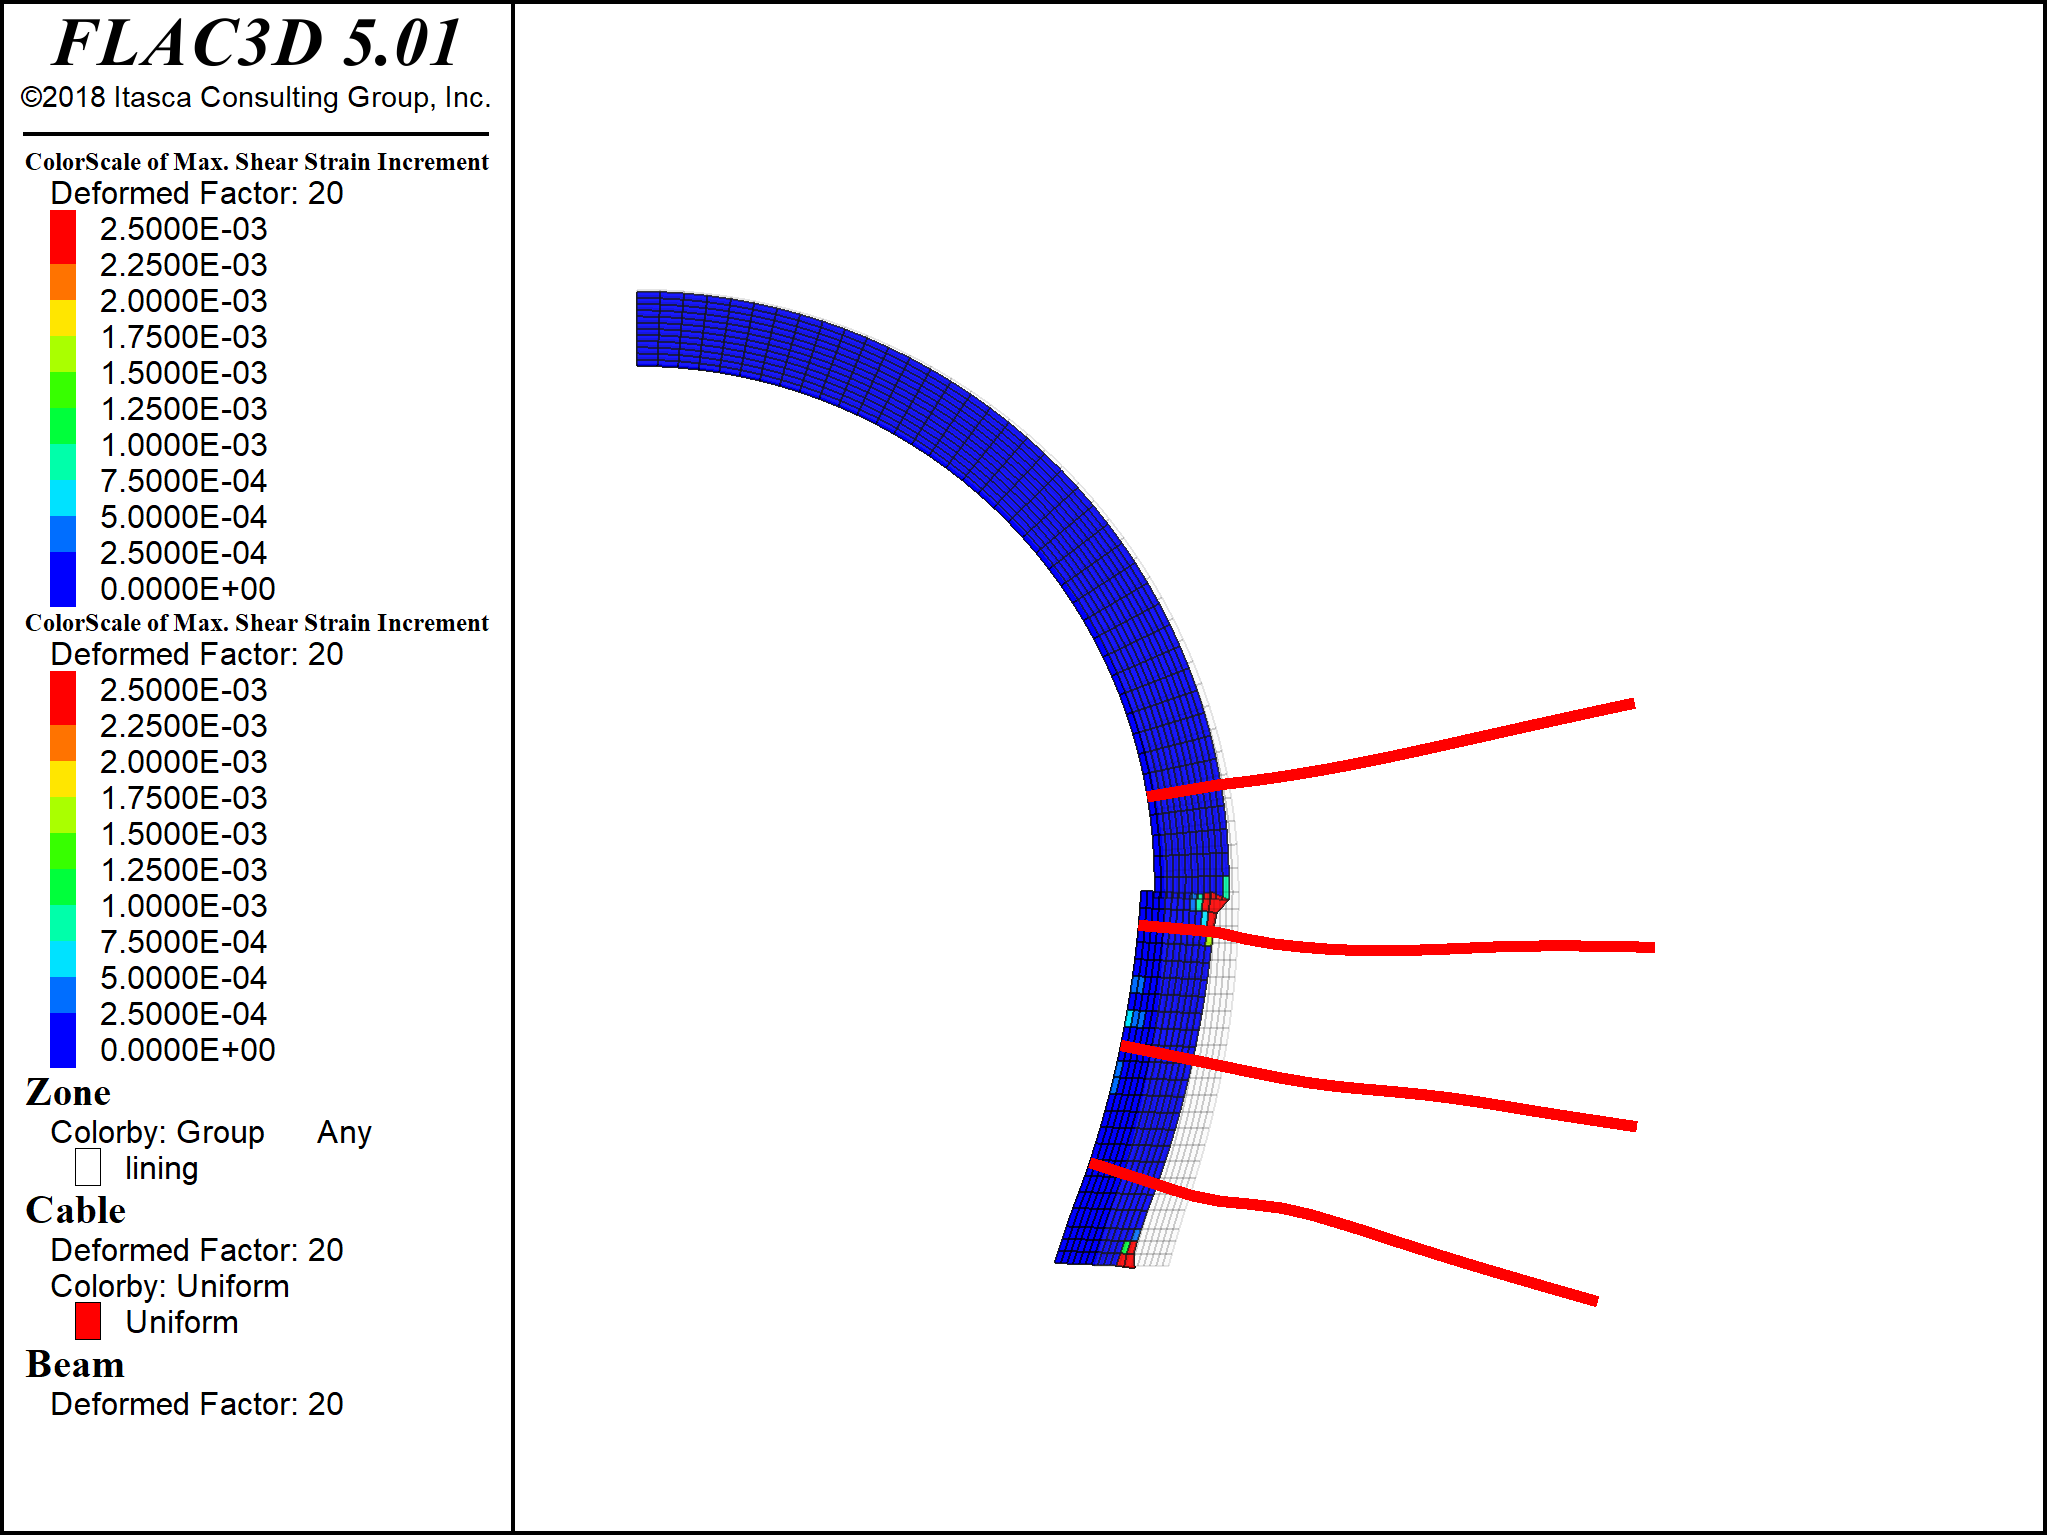 FLAC3D 5.01
©2018 Itasca Consulting Group, Inc.
ColorScale of Max. Shear Strain Increment
Deformed Factor: 20
2.5000E-03
2.2500E-03
2.0000E-03
1.7500E-03
1.5000E-03
1.2500E-03
1.0000E-03
7.5000E-04
5.0000E-04
2.5000E-04
0.0000E+00
ColorScale of Max. Shear Strain Increment
Deformed Factor: 20
2.5000E-03
2.2500E-03
2.0000E-03
1.7500E-03
1.5000E-03
1.2500E-03
1.0000E-03
7.5000E-04
5.0000E-04
2.5000E-04
0.0000E+00
Zone
Colorby: Group Any
lining
Cable
Deformed Factor: 20
Colorby: Uniform
Uniform
Beam
Deformed Factor: 20